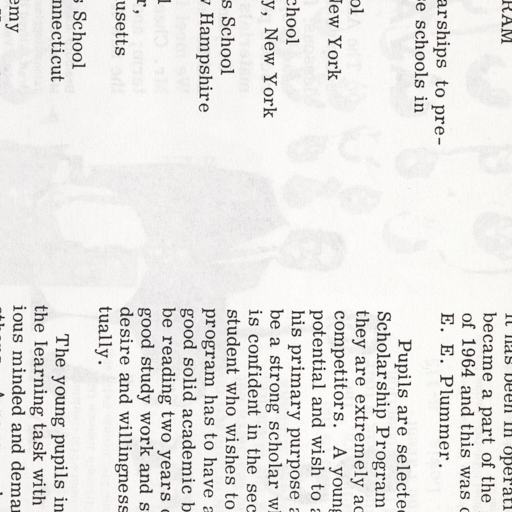 RAM
arships to pre-
e schools in
ol
New York
chool
y, New York
s School
y Hampshire
l
r,
usetts
s School
nnecticut
emy
It has been in operati
became a part of the
of 1964 and this was
E. E. Plummer.
Pupils are selected
Scholarship Program
they are extremely ac
competitors. A young
potential and wish to a
his primary purpose a
be a strong scholar w
is confident in the sec
student who wishes to
program has to have a
good solid academic b
be reading two years
good study work and s
desire and willingness
tually.
The young pupils in
the learning task with
ious minded and dema